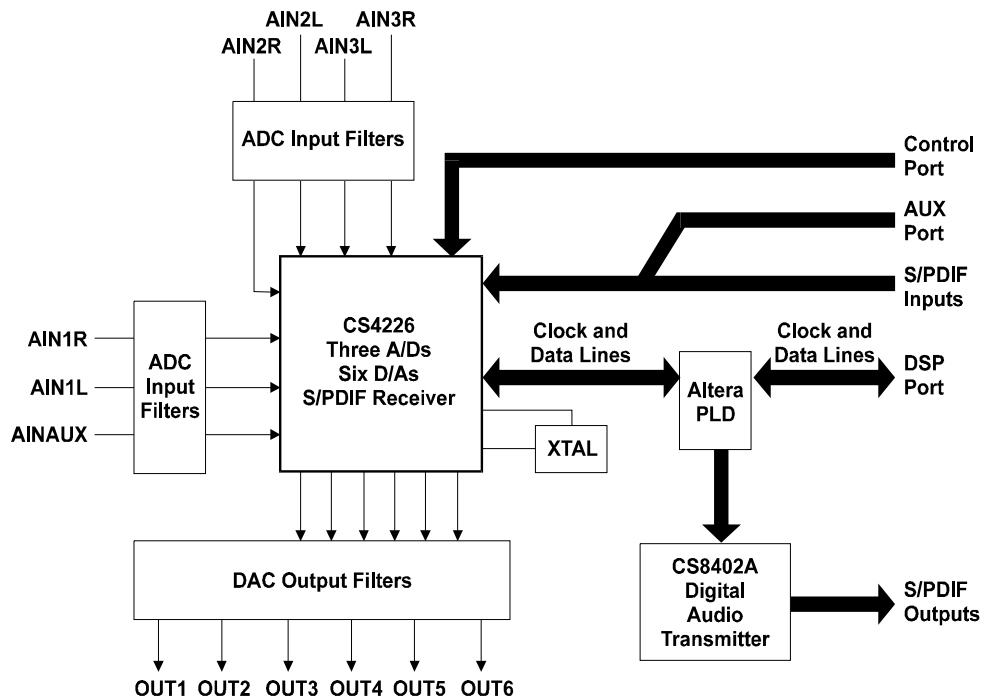 AIN2L
AIN3R
AIN2R
AIN3L
ADC Input Filters
Control
Port
AUX
Port
S/PDIF
Inputs
CS4226
Three A/Ds
Six D/As
S/PDIF Receiver
AIN1R
AIN1L
AINAUX
ADC
Input
Filters
Clock and
Data Lines
Clock and
Data Lines
Altera
PLD
DSP
Port
XTAL
DAC Output Filters
CS8402A
Digital
Audio
Transmitter
S/PDIF
Outputs
OUT1 OUT2 OUT3 OUT4 OUT5 OUT6